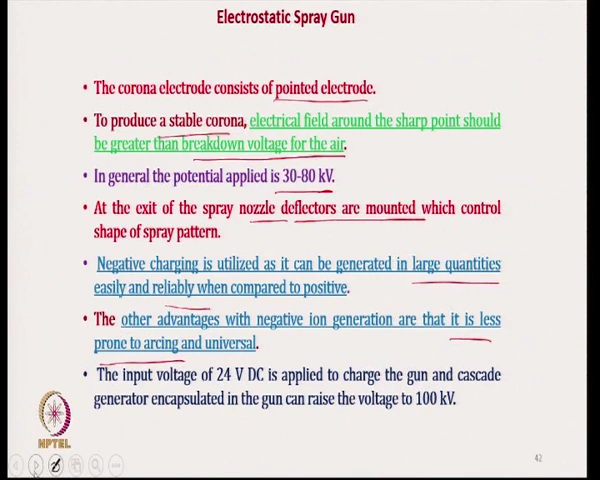 Electrostatic Spray Gun
• The corona electrode consists of pointed electrode.
• To produce a stable corona, electrical field around the sharp point should
be greater than breakdown voltage for the air.
• In general the potential applied is 30-80 kV.
• At the exit of the spray nozzle deflectors are mounted which control
shape of spray pattern.
• Negative charging is utilized as it can be generated in large quantities
easily and reliably when compared to positive.
• The other advantages with negative ion generation are that it is less
prone to arcing and universal.
• The input voltage of 24 V DC is applied to charge the gun and cascade
generator encapsulated in the gun can raise the voltage to 100 kV.
NPTEL
42